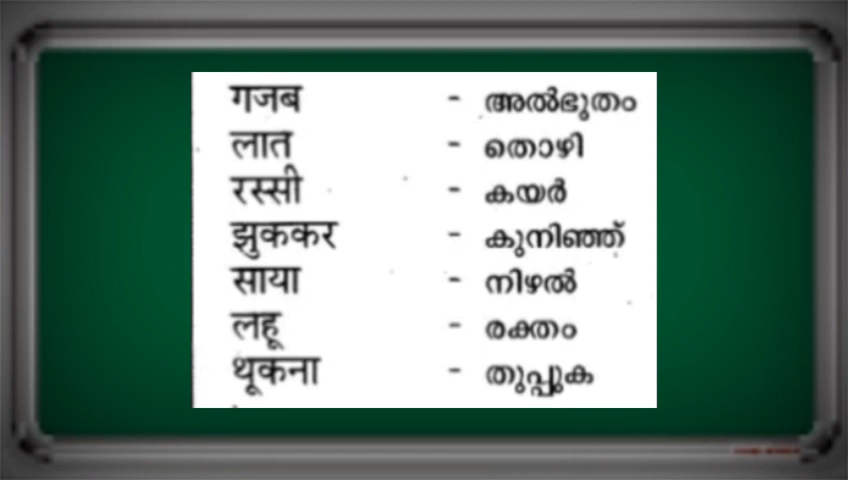 गजब - അൽഭുതം
लात - തൊഴി
रस्सी - കയർ
झुककर - കുനിഞ്ഞ്
साया - നിഴൽ
लहू - രക്തം
थूकना - തുപ്പുക